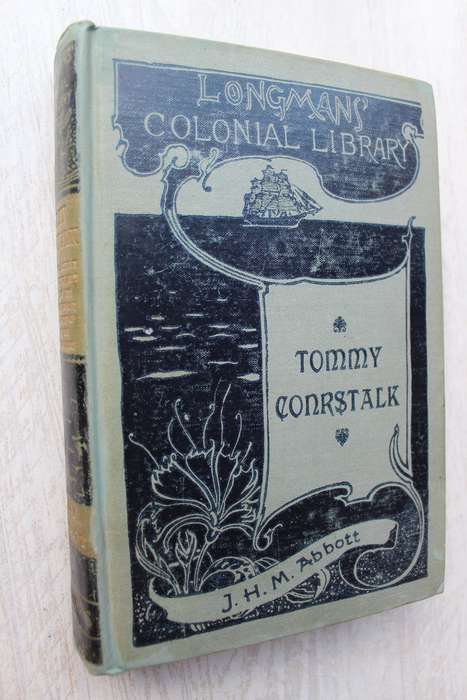 LONGMANS'
COLONIAL LIBRARY
TOMMY
CONRSTALK
J. H. M. Abbott